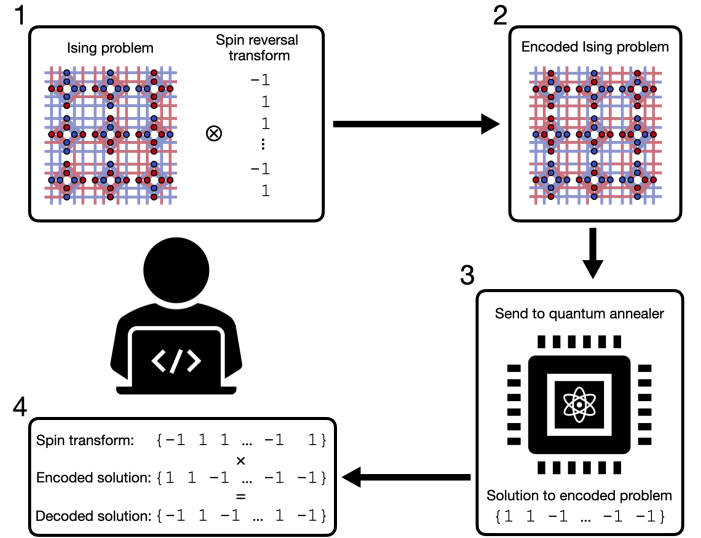 1
Ising problem
Spin reversal
transform
-1
1
1
⋮
-1
1
⊗
2
Encoded Ising problem
3
Send to quantum annealer
Solution to encoded problem
{1 1 -1 … -1 -1}
</>
4
Spin transform: {-1 1 1 … -1 1}
×
Encoded solution: {1 1 -1 … -1 -1}
=
Decoded solution: {-1 1 -1 … 1 -1}